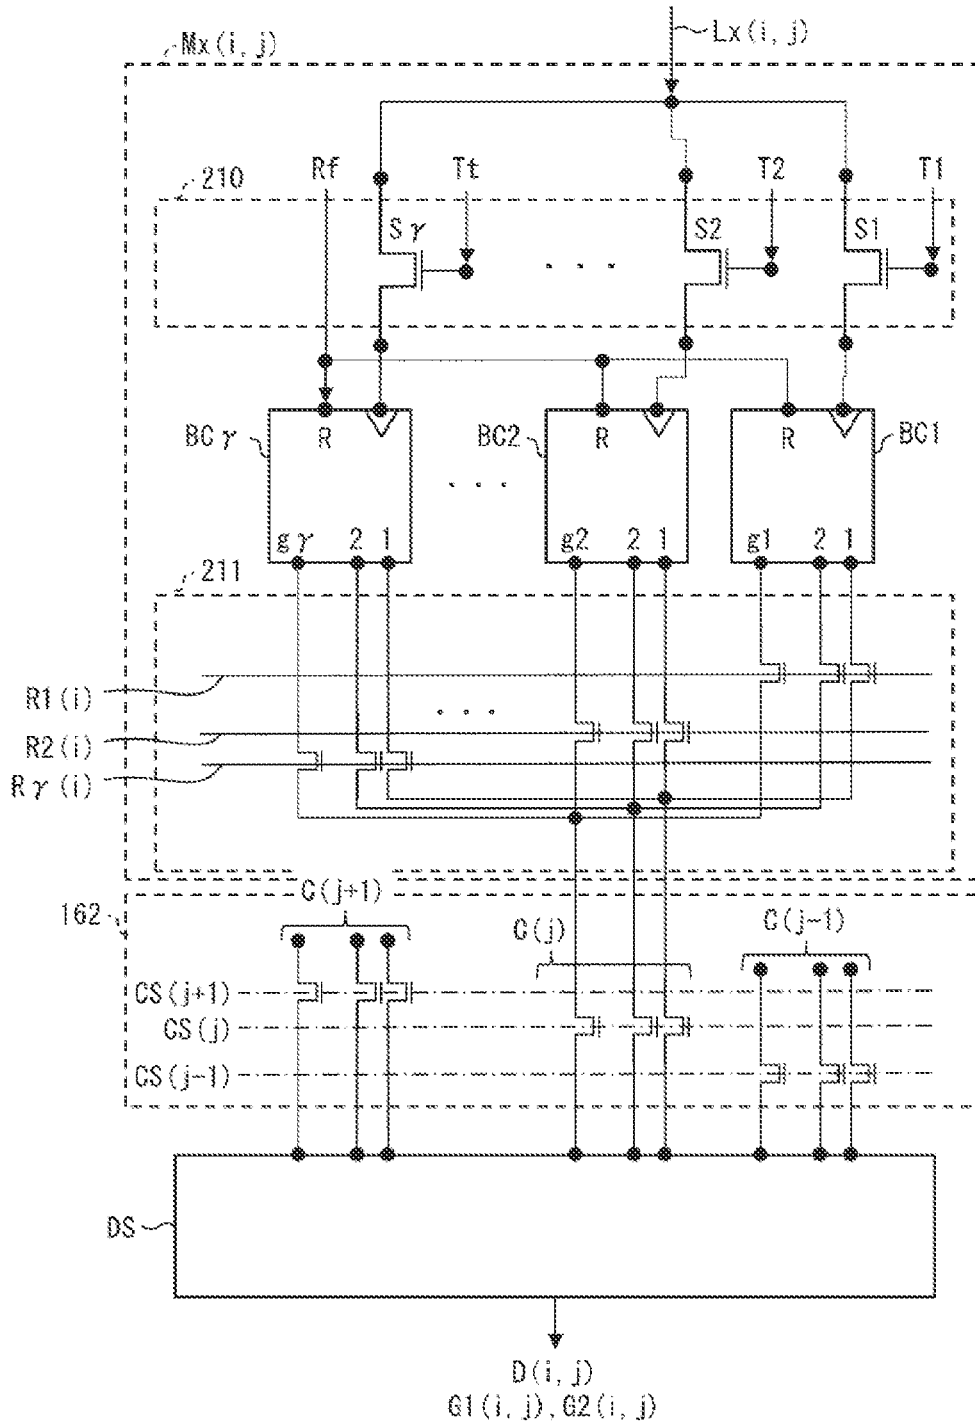 Mx(i, j)
Lx(i, j)
210
Rf
Tt
T2
T1
Sγ
S2
S1
. . .
BCγ
R
BC2
R
R
BC1
. . .
gγ 2 1
g2 2 1
g1 2 1
211
R1(i)
. . .
R2(i)
Rγ(i)
162
C(j+1)
C(j)
C(j-1)
CS(j+1)
CS(j)
CS(j-1)
DS
D(i, j)
G1(i, j), G2(i, j)